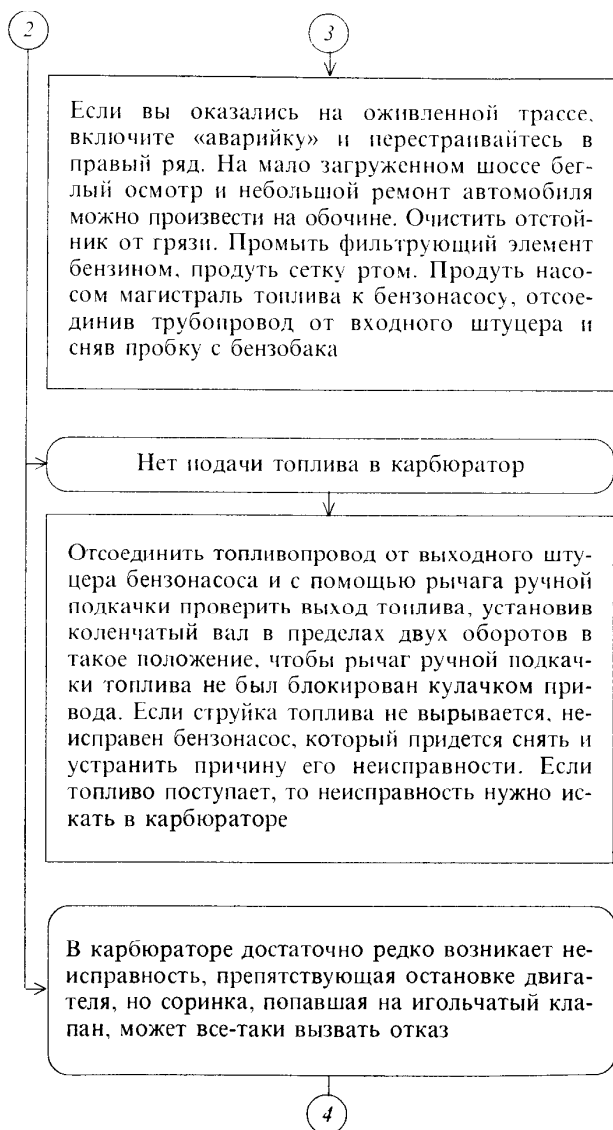 2
3
Если вы оказались на оживленной трассе,
включите «аварийку» и перестраивайтесь в
правый ряд. На мало загруженном шоссе бег-
лый осмотр и небольшой ремонт автомобиля
можно произвести на обочине. Очистить отстой-
ник от грязи. Промыть фильтрующий элемент
бензином, продуть сетку ртом. Продуть насо-
сом магистраль топлива к бензонасосу, отсое-
динив трубопровод от входного штуцера и
сняв пробку с бензобака
Нет подачи топлива в карбюратор
Отсоединить топливопровод от выходного шту-
цера бензонасоса и с помощью рычага ручной
подкачки проверить выход топлива, установив
коленчатый вал в пределах двух оборотов в
такое положение, чтобы рычаг ручной подкач-
ки топлива не был блокирован кулачком при-
вода. Если струйка топлива не вырывается, не-
исправен бензонасос, который придется снять и
устранить причину его неисправности. Если
топливо поступает, то неисправность нужно ис-
кать в карбюраторе
В карбюраторе достаточно редко возникает не-
исправность, препятствующая остановке двига-
теля, но соринка, попавшая на игольчатый кла-
пан, может все-таки вызвать отказ
4